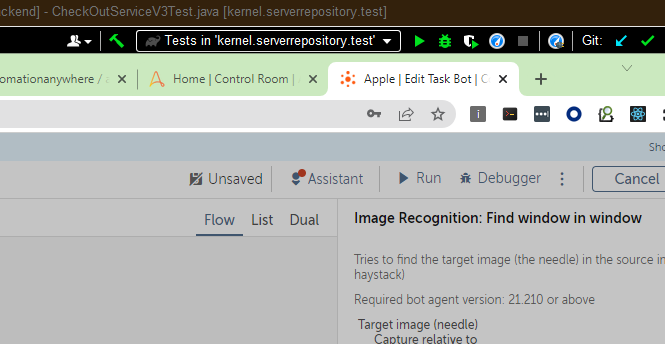 ckend] - CheckOutServiceV3Test.java [kernel.serverrepository.test]
Tests in 'kernel.serverrepository.test' Git:
omationanywhere / a Home | Control Room | Apple | Edit Task Bot | C
Sho
Unsaved Assistant Run Debugger Cancel
Flow List Dual
Image Recognition: Find window in window
Tries to find the target image (the needle) in the source in
haystack)
Required bot agent version: 21.210 or above
Target image (needle)
Capture relative to